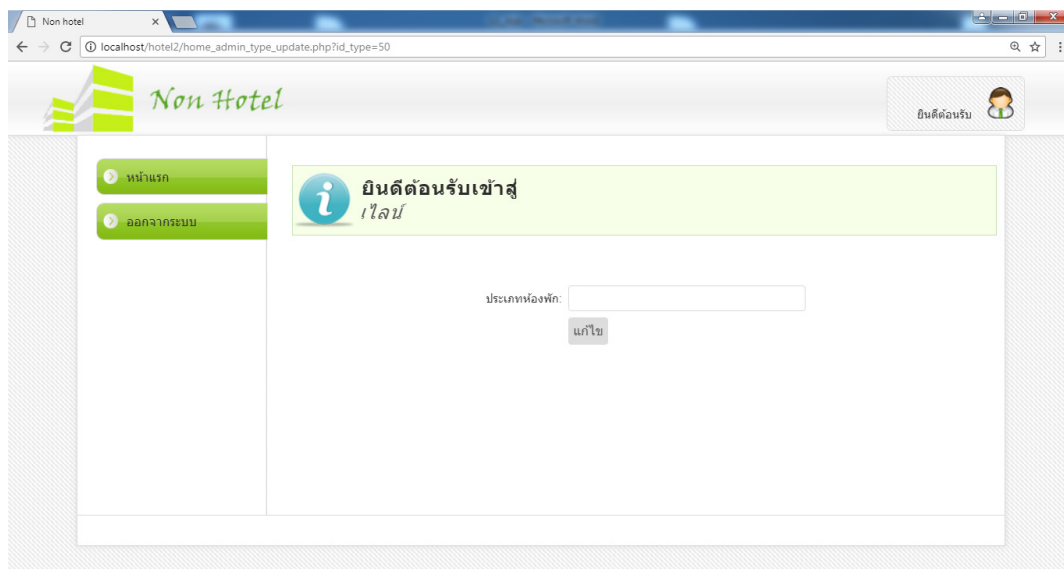 Non hotel
localhost/hotel2/home_admin_type_update.php?id_type=50
Non Hotel
ยินดีต้อนรับ
หน้าแรก
ออกจากระบบ
ยินดีต้อนรับเข้าสู่
เไลน์
ประเภทห้องพัก:
แก้ไข